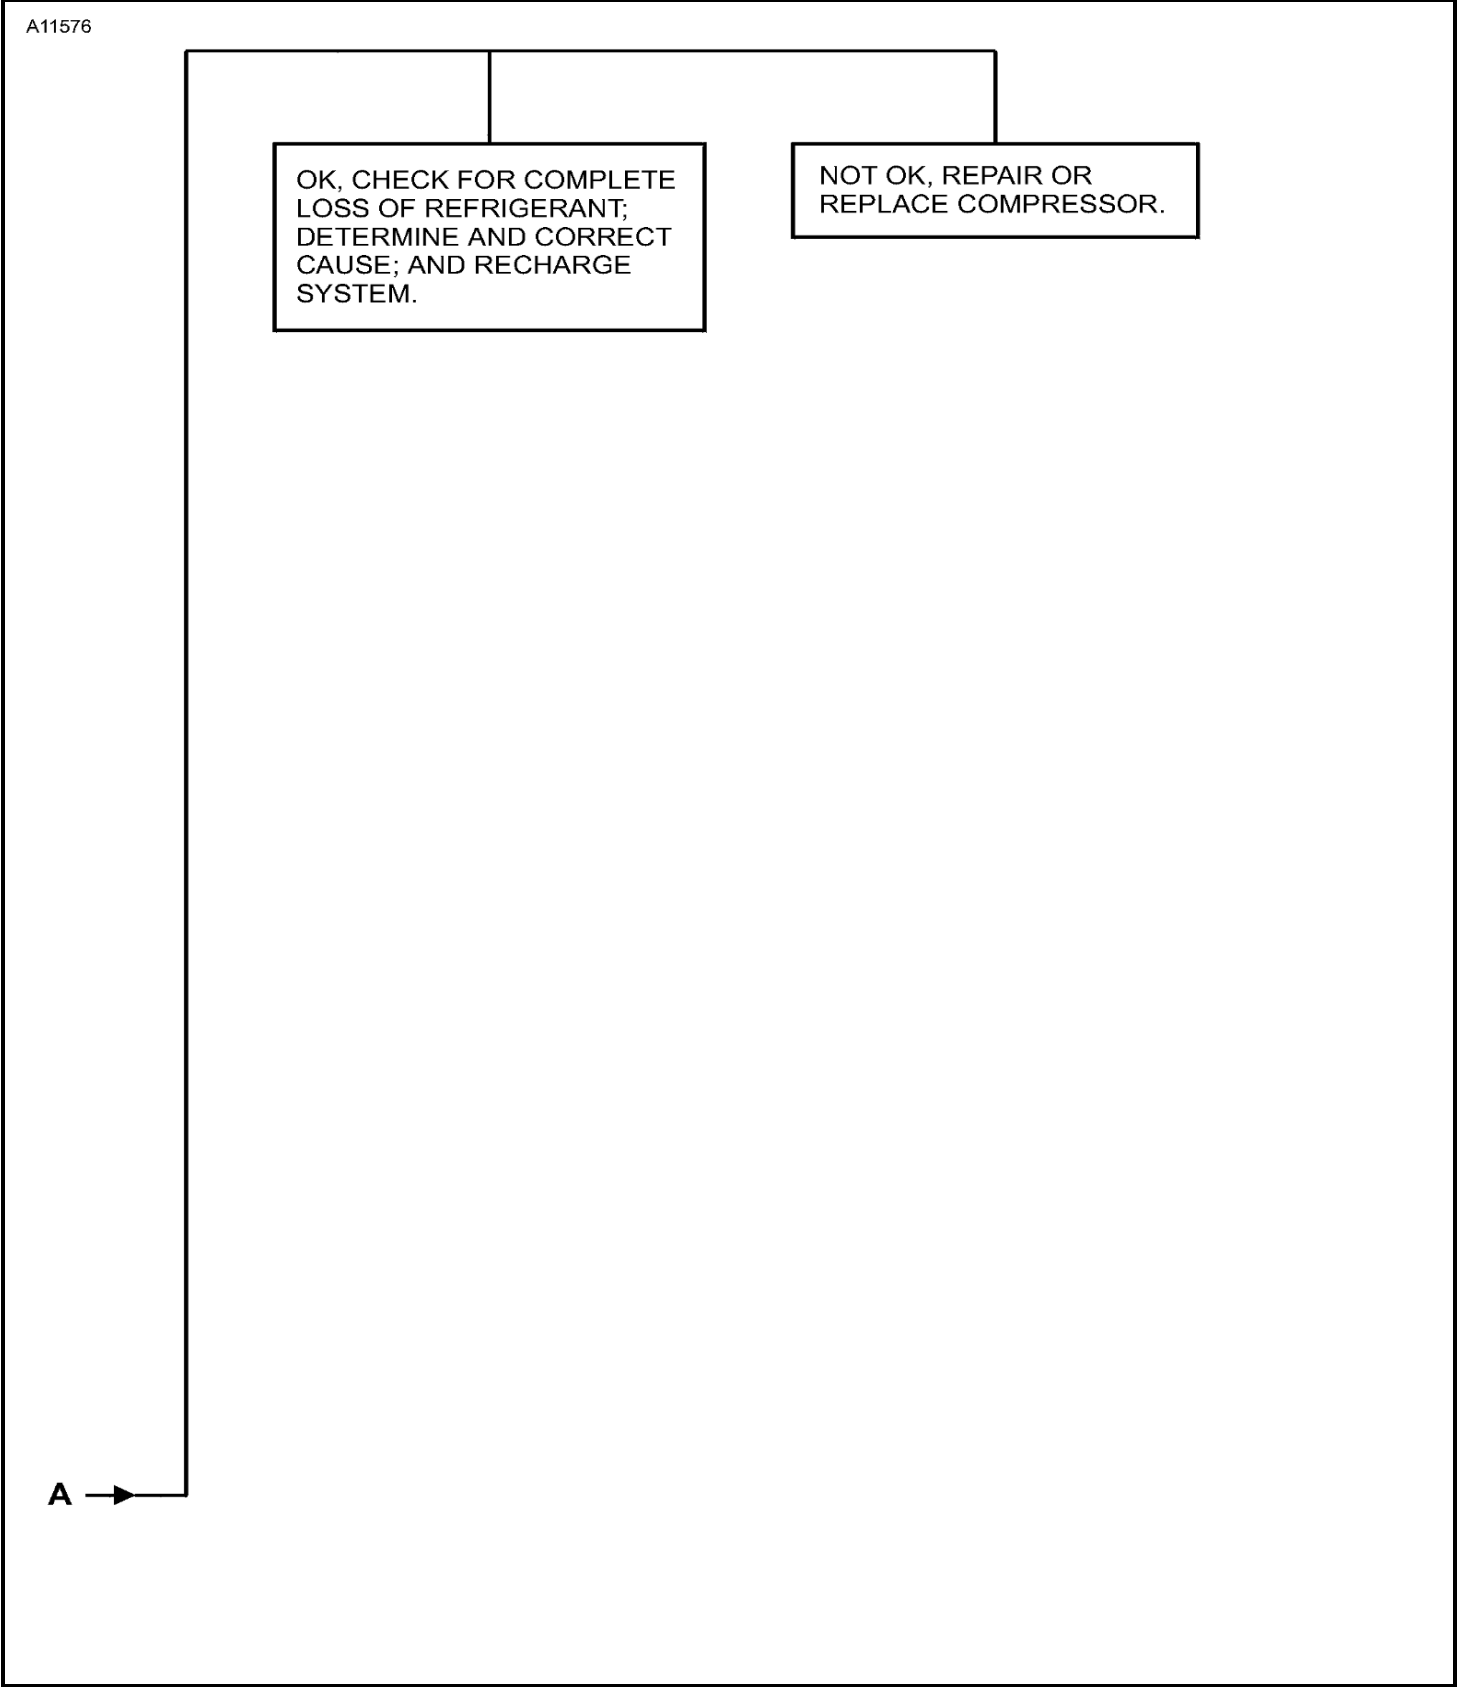 A11576
OK, CHECK FOR COMPLETE
LOSS OF REFRIGERANT;
DETERMINE AND CORRECT
CAUSE; AND RECHARGE
SYSTEM.
NOT OK, REPAIR OR
REPLACE COMPRESSOR.
A